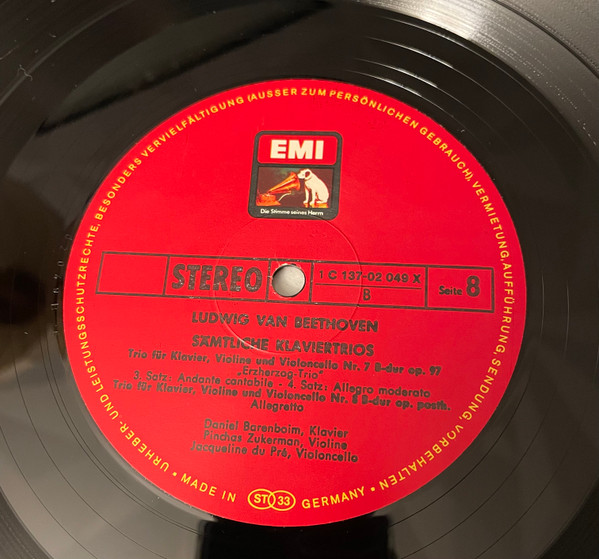 URHEBER- UND LEISTUNGSSCHUTZRECHTE, BESONDERS VERVIELFÄLTIGUNG (AUSSER ZUM PERSÖNLICHEN GEBRAUCH), VERMIETUNG, AUFFÜHRUNG, SENDUNG, VORBEHALTEN
EMI
Die Stimme seines Herrn
STEREO
1 C 137-02 049 X
B
Seite 8
LUDWIG VAN BEETHOVEN
SÄMTLICHE KLAVIERTRIOS
Trio für Klavier, Violine und Violoncello Nr. 7 B-dur op. 97
„Erzherzog-Trio"
3. Satz: Andante cantabile - 4. Satz: Allegro moderato
Trio für Klavier, Violine und Violoncello Nr. 8 B-dur op. posth.
Allegretto
Daniel Barenboim, Klavier
Pinchas Zukerman, Violine
Jacqueline du Prè, Violoncello
• MADE IN ST 33 GERMANY •